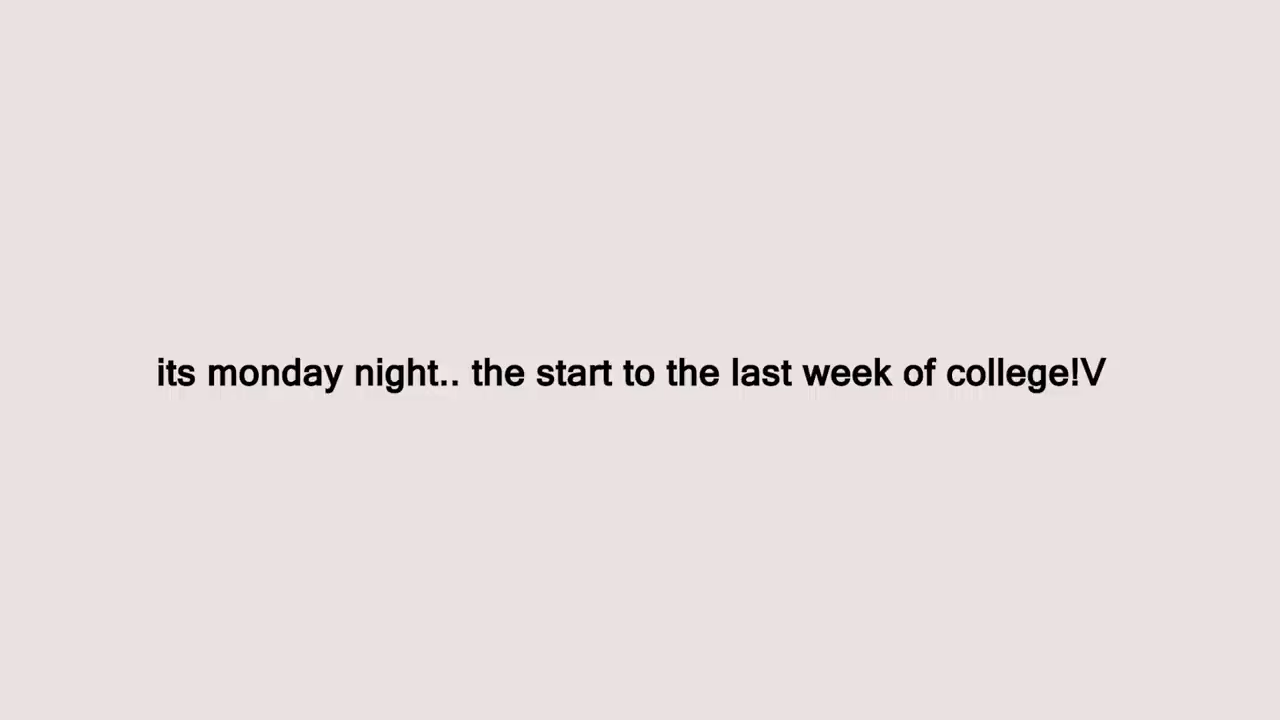 its monday night.. the start to the last week of college!V